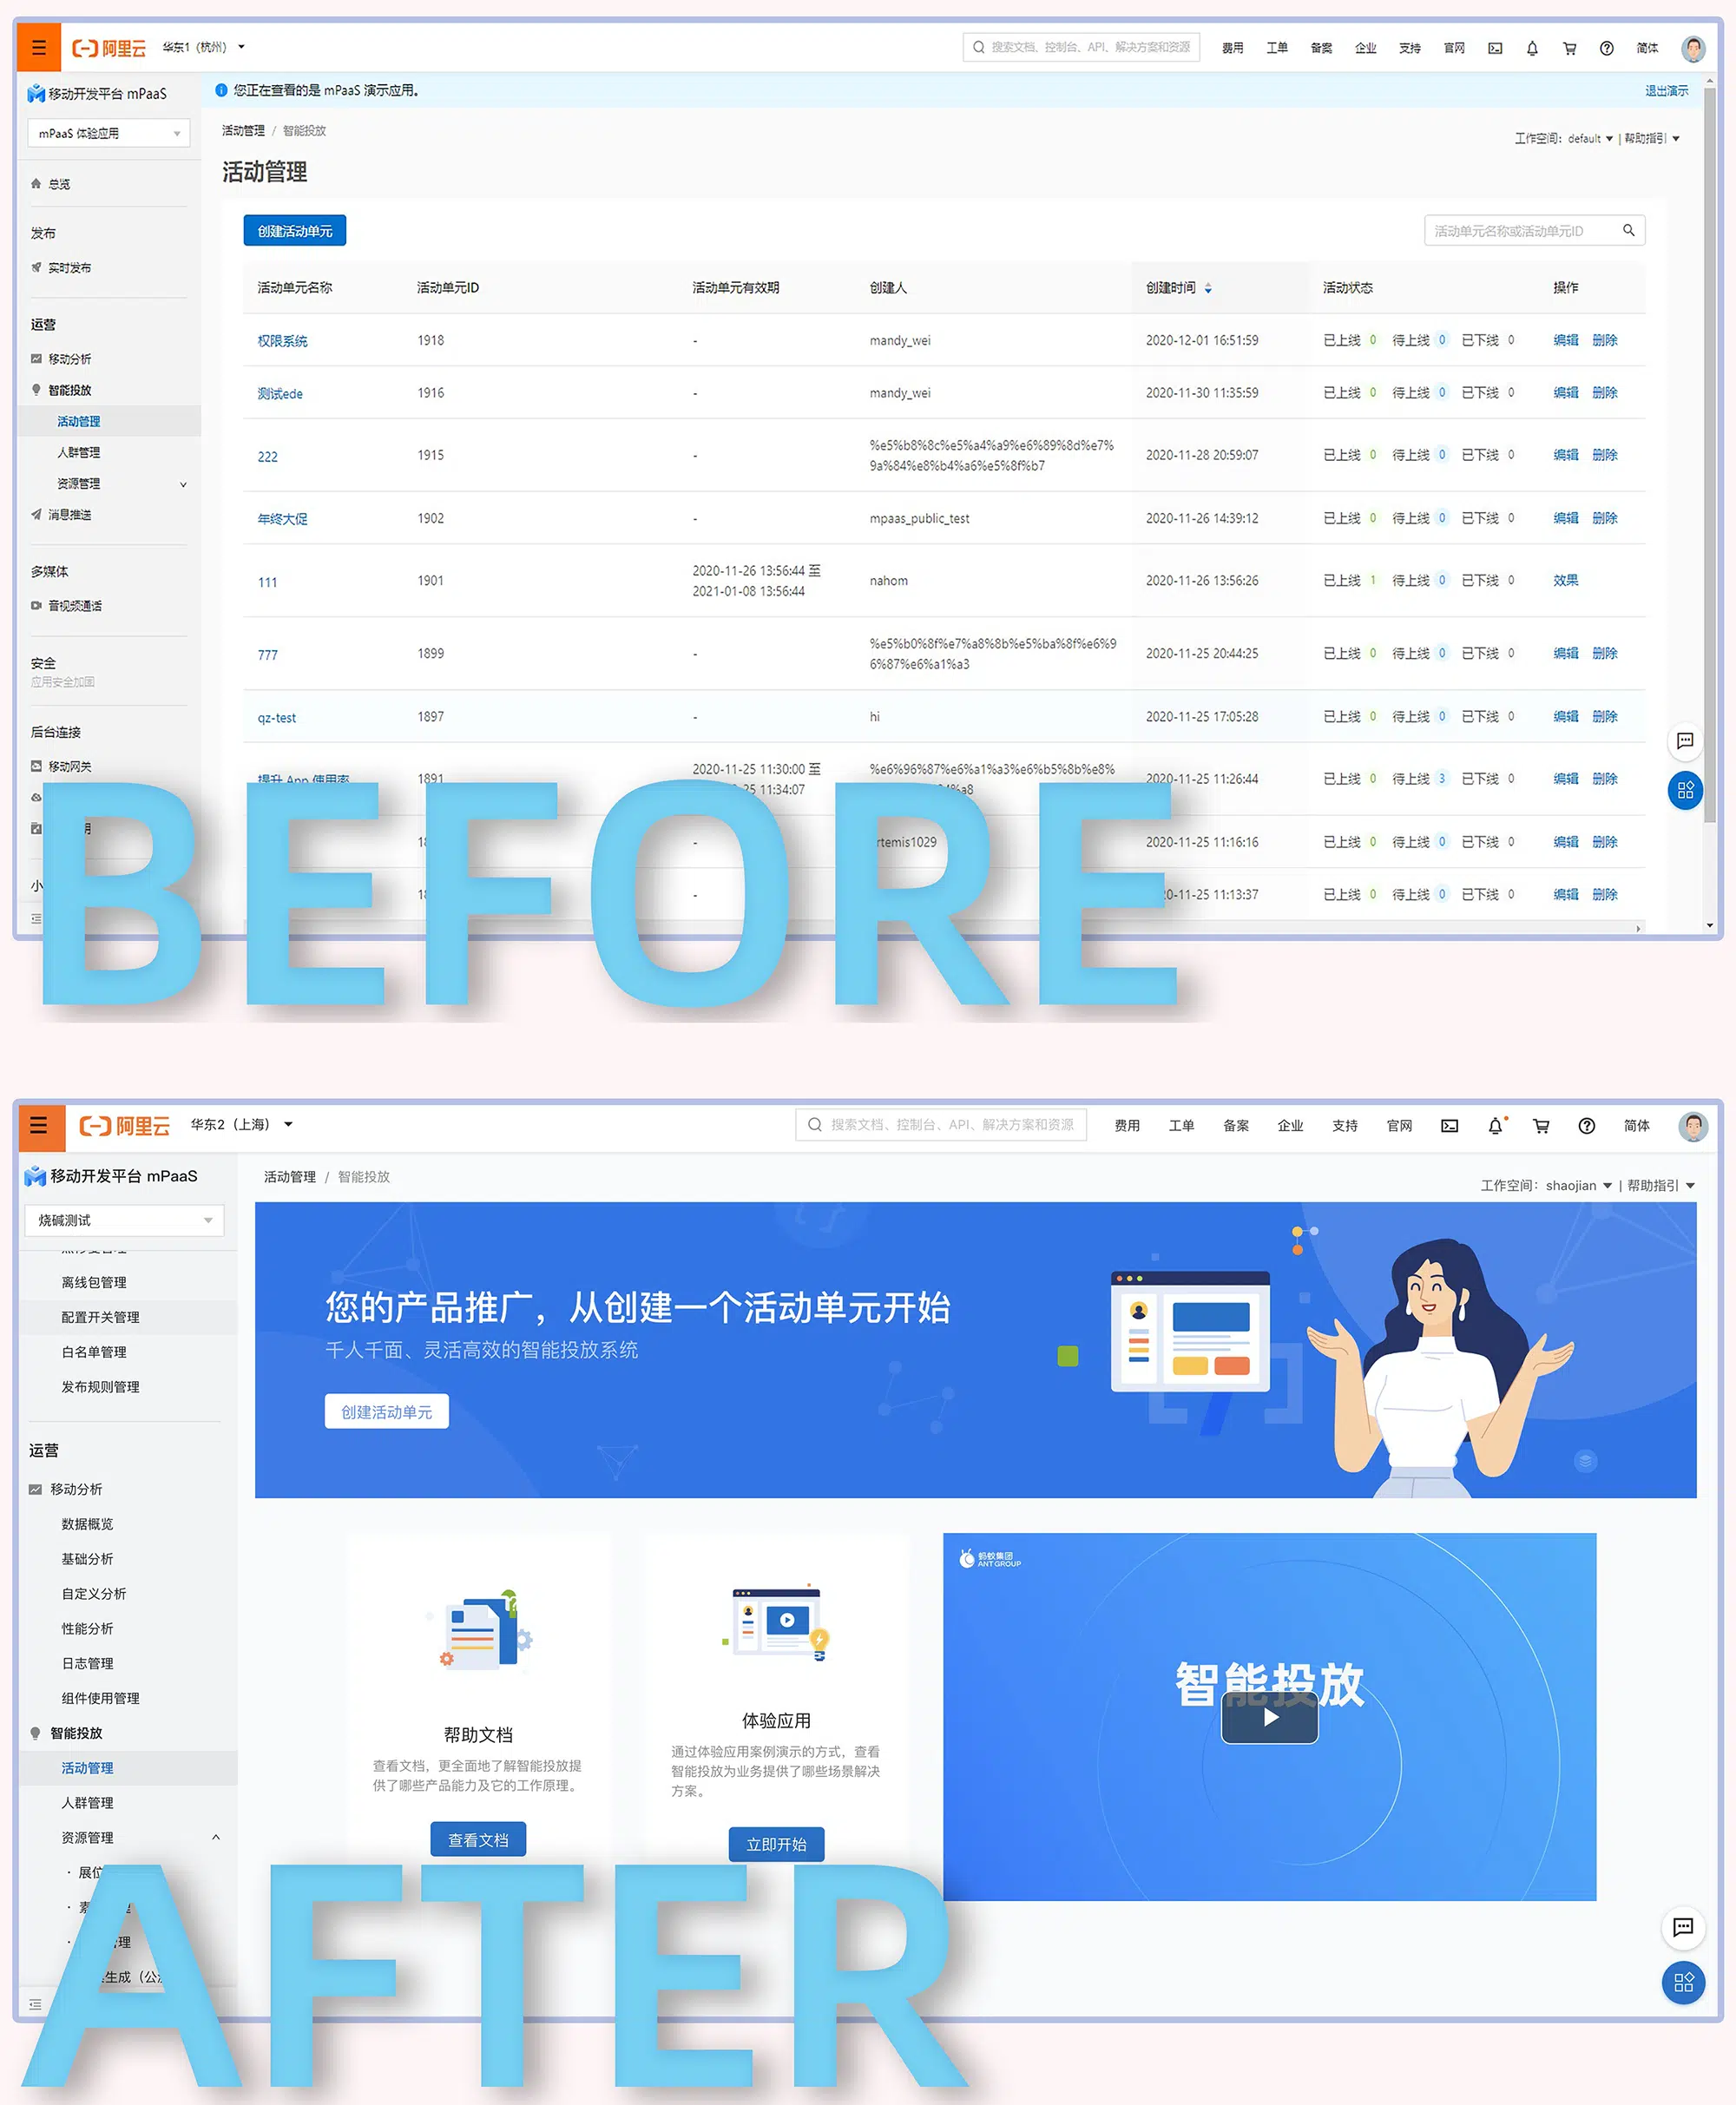 阿里云 华东1（杭州） 搜索文档、控制台、API、解决方案和资源 费用 工单 备案 企业 支持 官网 简体
移动开发平台 mPaaS
您正在查看的是 mPaaS 演示应用。 退出演示
mPaaS 体验应用
总览
发布
实时发布
运营
移动分析
智能投放
活动管理
人群管理
资源管理
消息推送
多媒体
音视频通话
安全
应用安全加固
后台连接
移动网关
活动管理 / 智能投放
工作空间：default | 帮助指引
活动管理
创建活动单元 活动单元名称或活动单元ID
活动单元名称 活动单元ID 活动单元有效期 创建人 创建时间 活动状态 操作
权限系统 1918 - mandy_wei 2020-12-01 16:51:59 已上线 0 待上线 0 已下线 0 编辑 删除
测试ede 1916 - mandy_wei 2020-11-30 11:35:59 已上线 0 待上线 0 已下线 0 编辑 删除
222 1915 - %e5%b8%8c%e5%a4%a9%e6%89%8d%e7%
9a%84%e8%b4%a6%e5%8f%b7 2020-11-28 20:59:07 已上线 0 待上线 0 已下线 0 编辑 删除
年终大促 1902 - mpaas_public_test 2020-11-26 14:39:12 已上线 0 待上线 0 已下线 0 编辑 删除
111 1901 2020-11-26 13:56:44 至
2021-01-08 13:56:44 nahom 2020-11-26 13:56:26 已上线 1 待上线 0 已下线 0 效果
777 1899 - %e5%b0%8f%e7%a8%8b%e5%ba%8f%e6%9
6%87%e6%a1%a3 2020-11-25 20:44:25 已上线 0 待上线 0 已下线 0 编辑 删除
qz-test 1897 - hi 2020-11-25 17:05:28 已上线 0 待上线 0 已下线 0 编辑 删除
提升 App 使用率 1891 2020-11-25 11:30:00 至 %e6%96%87%e6%a1%a3%e6%b5%8b%e8%
11:34:07 2020-11-25 11:26:44 已上线 0 待上线 3 已下线 0 编辑 删除
- rtemis1029 2020-11-25 11:16:16 已上线 0 待上线 0 已下线 0 编辑 删除
- 0-11-25 11:13:37 已上线 0 待上线 0 已下线 0 编辑 删除
BEFORE
阿里云 华东2（上海） 搜索文档、控制台、API、解决方案和资源 费用 工单 备案 企业 支持 官网 简体
移动开发平台 mPaaS
烧碱测试
离线包管理
配置开关管理
白名单管理
发布规则管理
运营
移动分析
数据概览
基础分析
自定义分析
性能分析
日志管理
组件使用管理
智能投放
活动管理
人群管理
资源管理
展位
管理
生成（公
活动管理 / 智能投放
工作空间：shaojian | 帮助指引
您的产品推广，从创建一个活动单元开始
千人千面、灵活高效的智能投放系统
创建活动单元
帮助文档
查看文档，更全面地了解智能投放提
供了哪些产品能力及它的工作原理。
查看文档
体验应用
通过体验应用案例演示的方式，查看
智能投放为业务提供了哪些场景解决
方案。
立即开始
蚂蚁集团
ANT GROUP
智能投放
AFTER